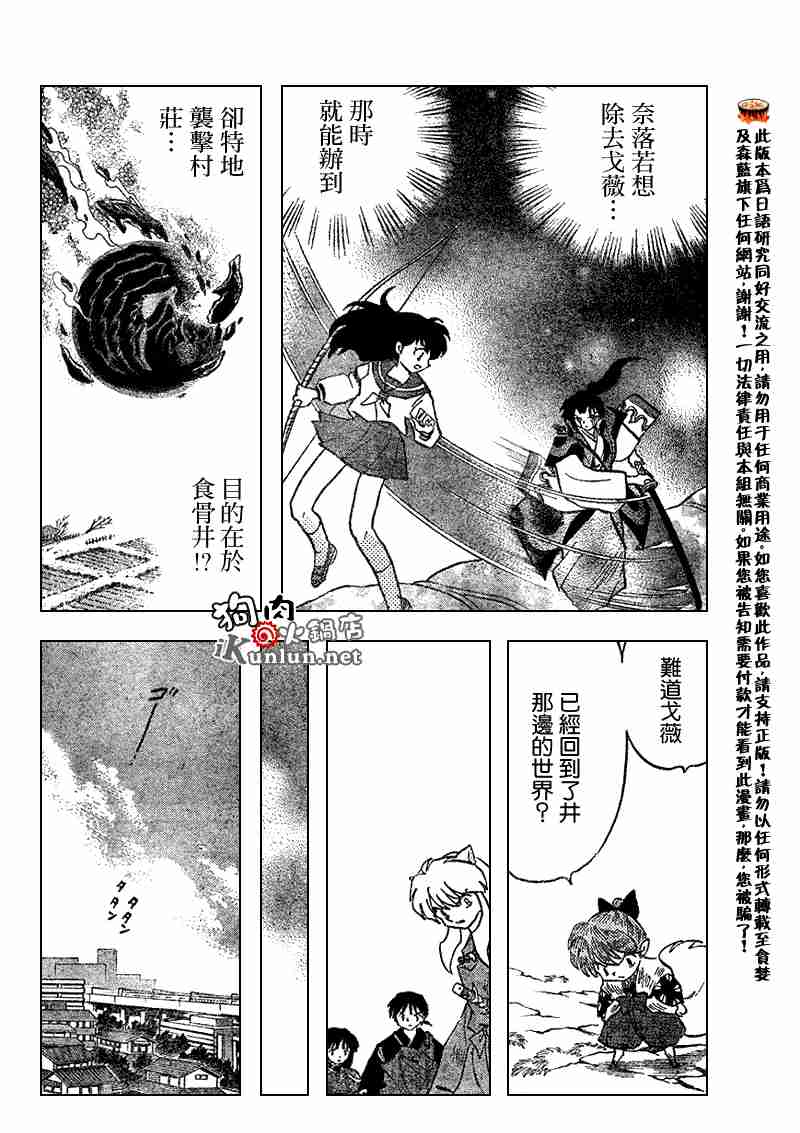 奈落若想
除去戈薇…
那時
就能辦到
卻特地
襲擊村
莊…
目的在於
食骨井!?
難道戈薇
已經回到了井
那邊的世界?
ゴ
タタン
タタン
狗肉
火鍋店
iKunlun.net
此版本爲日語研究同好交流之用,請勿用于任何商業用途。如您喜歡此作品,請支持正版!請勿以任何形式轉載至貪婪
及森藍旗下任何網站,謝謝!一切法律責任與本組無關。如果您被告知需要付款才能看到此漫畫,那麽,您被騙了!